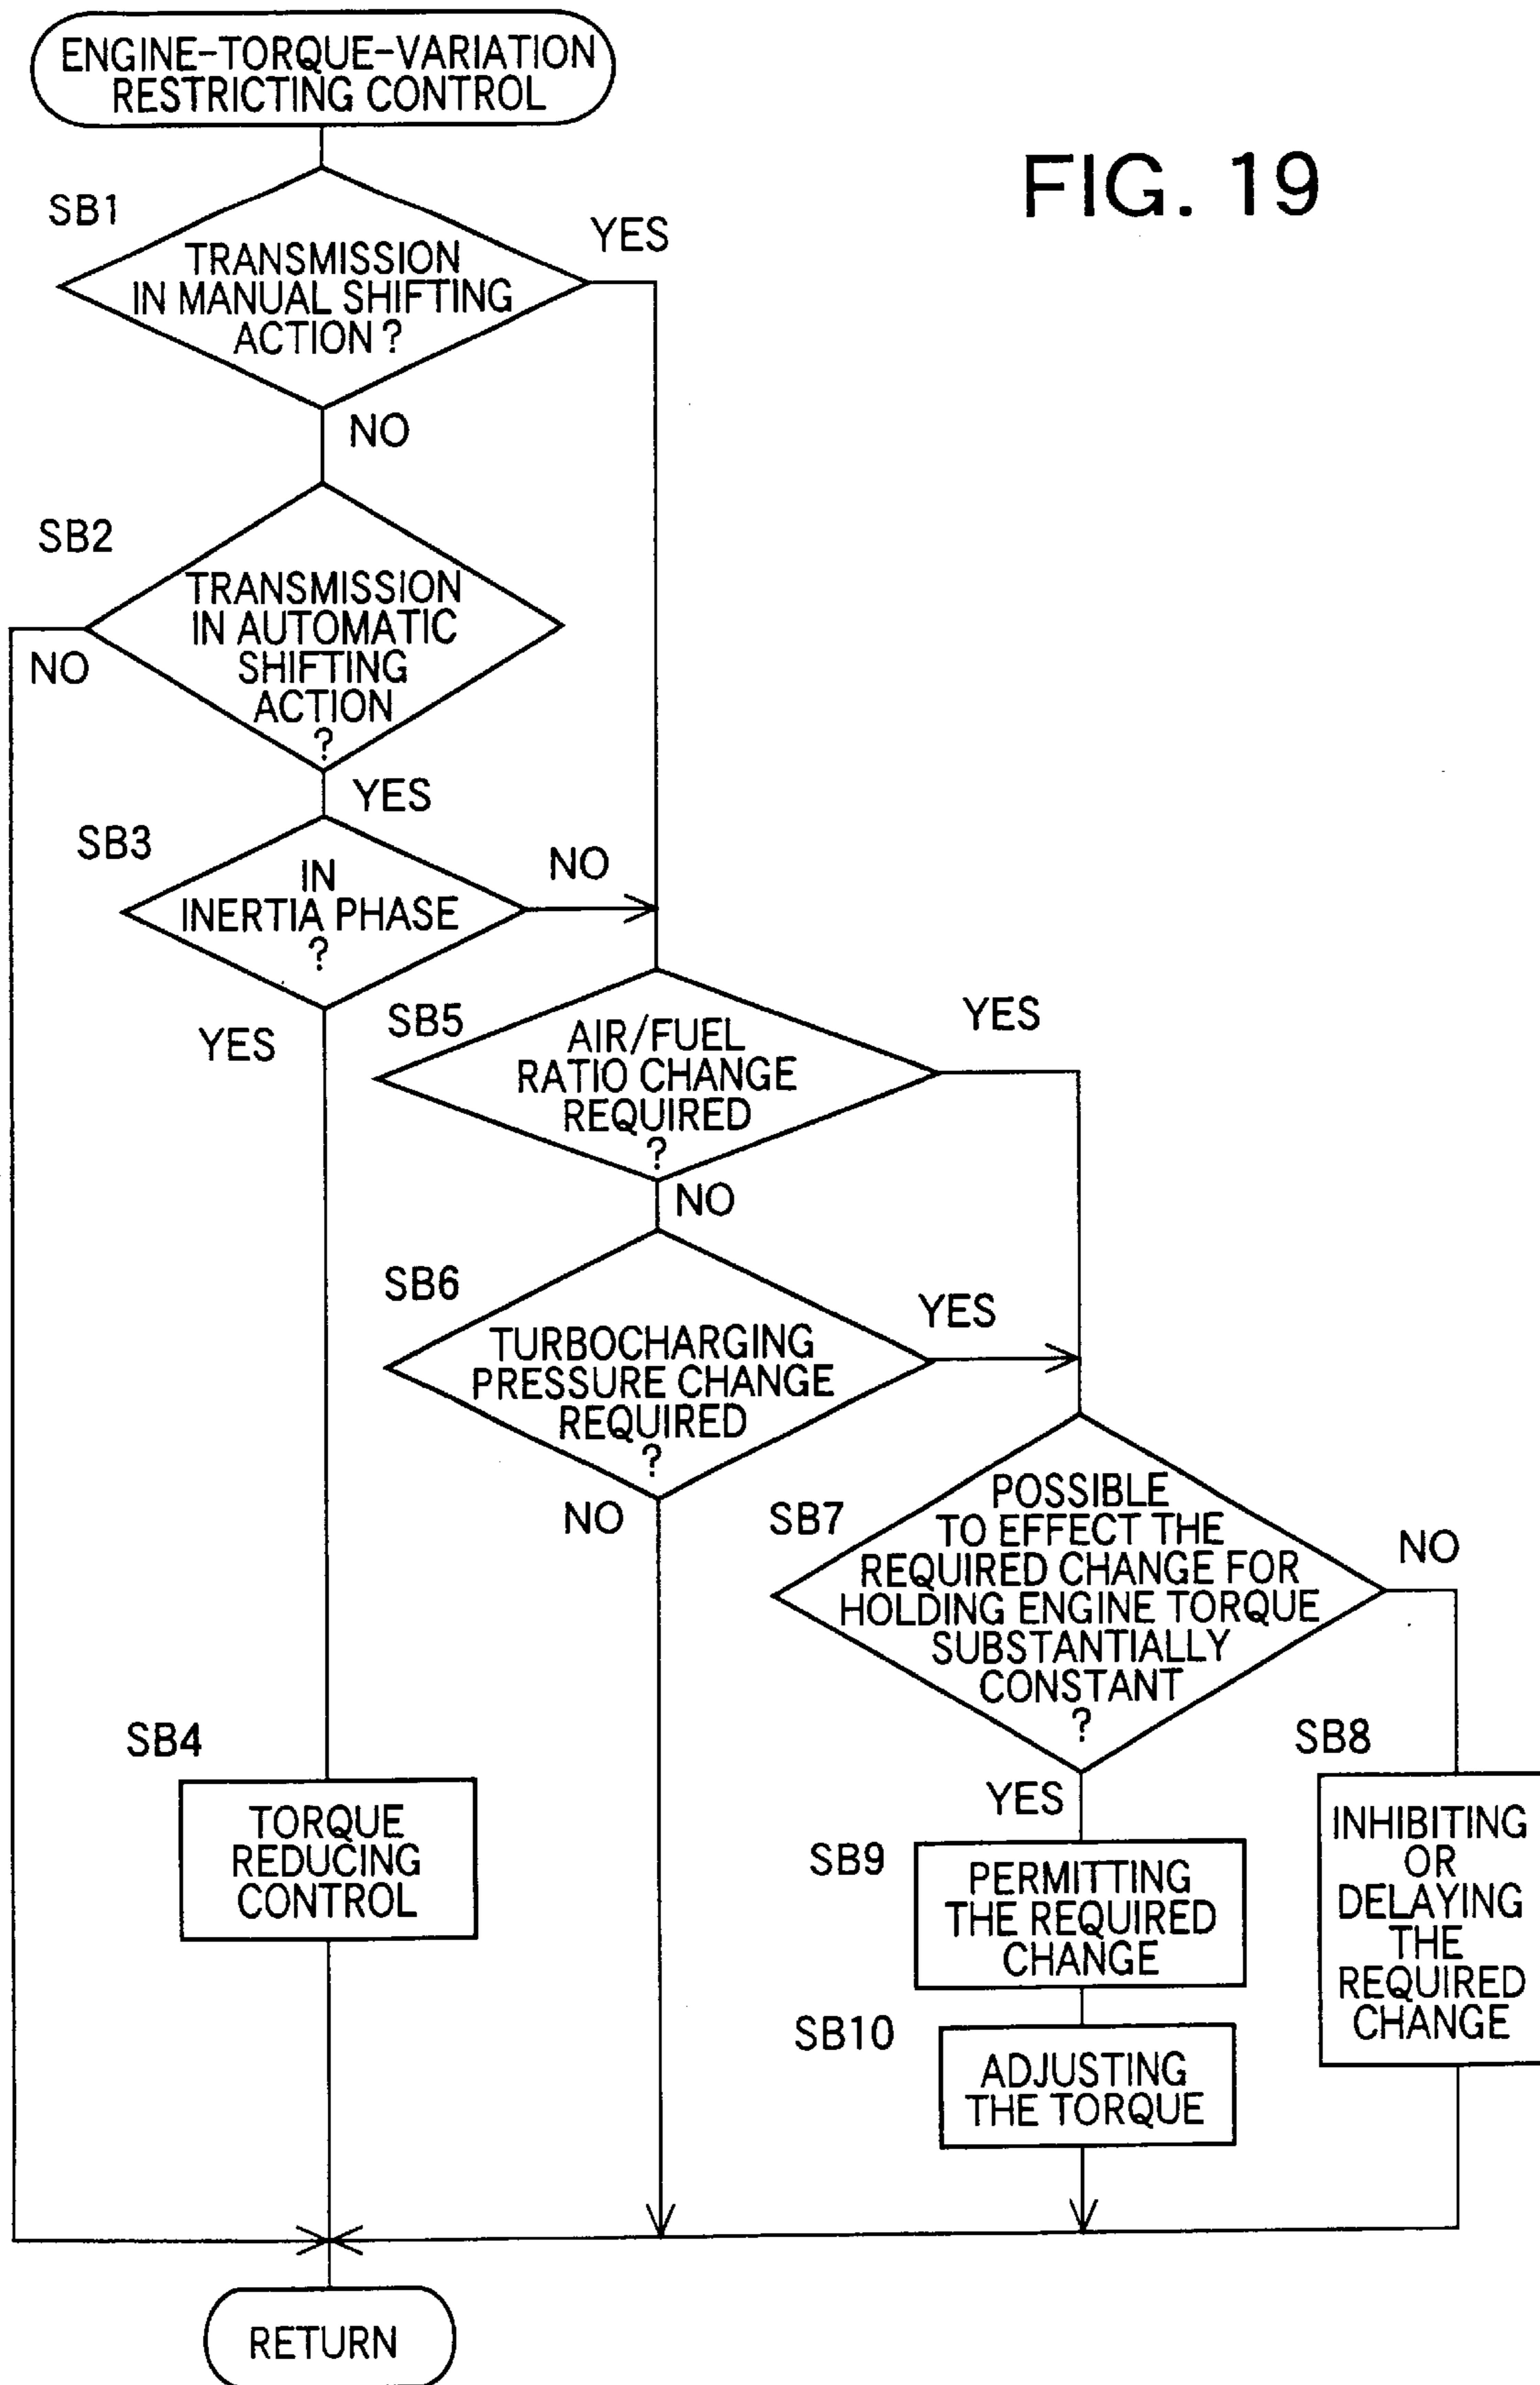 ENGINE-TORQUE-VARIATION
RESTRICTING CONTROL
FIG. 19
SB1
YES
TRANSMISSION
IN MANUAL SHIFTING
ACTION ?
NO
SB2
TRANSMISSION
IN AUTOMATIC
SHIFTING
ACTION
?
NO
YES
SB3
IN
INERTIA PHASE
?
NO
YES
SB5
AIR/FUEL
RATIO CHANGE
REQUIRED
?
YES
NO
SB6
TURBOCHARGING
PRESSURE CHANGE
REQUIRED
?
YES
NO
SB7
POSSIBLE
TO EFFECT THE
REQUIRED CHANGE FOR
HOLDING ENGINE TORQUE
SUBSTANTIALLY
CONSTANT
?
NO
YES
SB4
TORQUE
REDUCING
CONTROL
SB8
INHIBITING
OR
DELAYING
THE
REQUIRED
CHANGE
SB9
PERMITTING
THE REQUIRED
CHANGE
SB10
ADJUSTING
THE TORQUE
RETURN